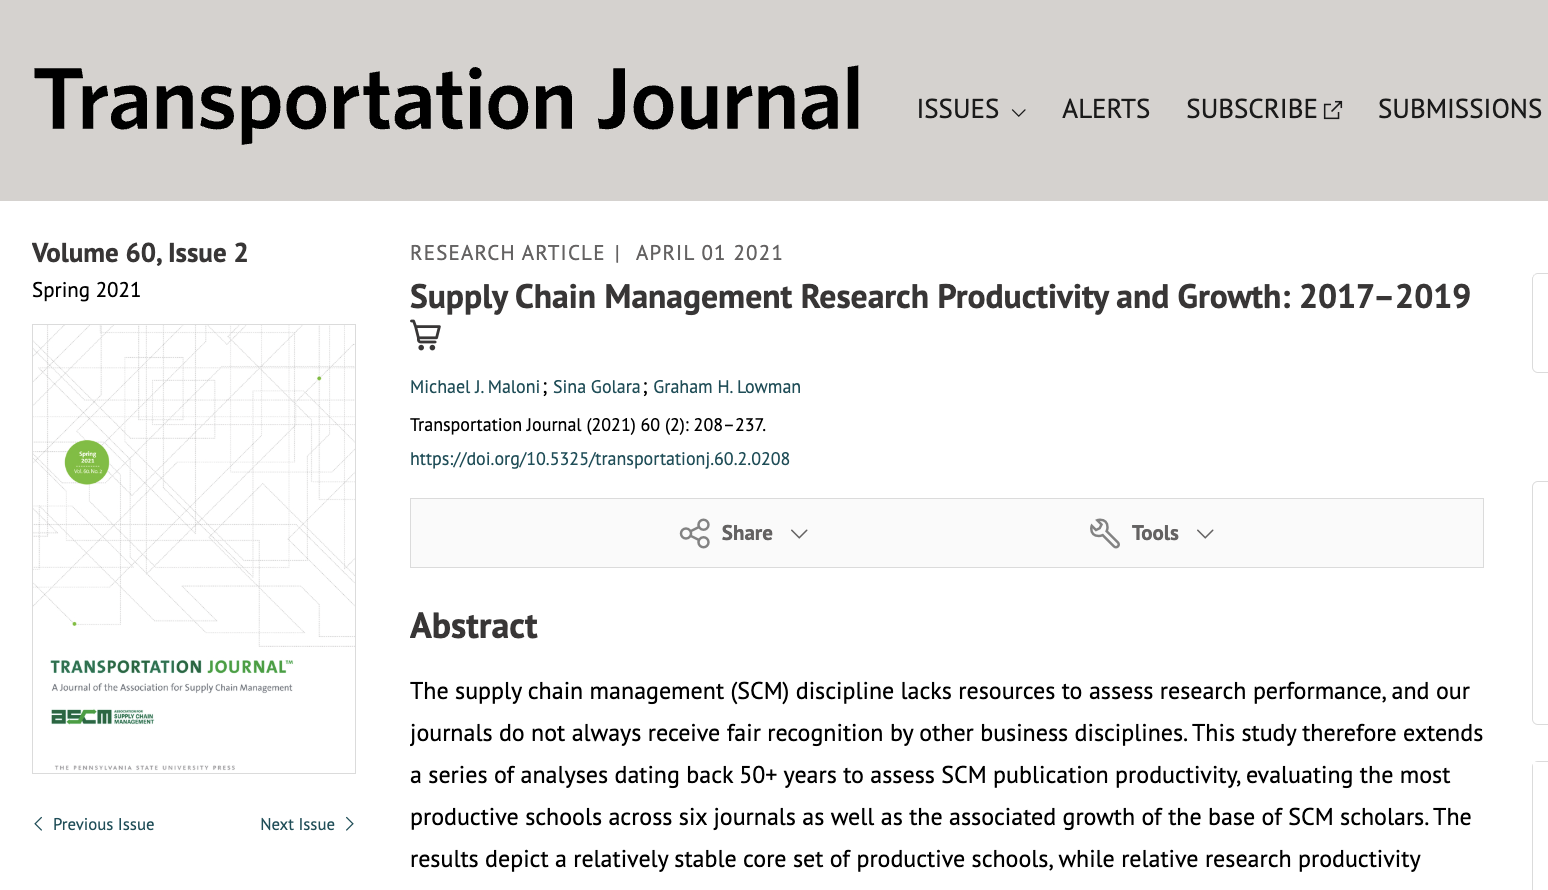 Transportation Journal
ISSUES
ALERTS
SUBSCRIBE
SUBMISSIONS
Volume 60, Issue 2
Spring 2021
Spring
2021
Vol. 60, No. 2
TRANSPORTATION JOURNAL™
A Journal of the Association for Supply Chain Management
ascm
ASSOCIATION FOR
SUPPLY CHAIN
MANAGEMENT
THE PENNSYLVANIA STATE UNIVERSITY PRESS
Previous Issue
Next Issue
RESEARCH ARTICLE | APRIL 01 2021
Supply Chain Management Research Productivity and Growth: 2017–2019
Michael J. Maloni; Sina Golara; Graham H. Lowman
Transportation Journal (2021) 60 (2): 208–237.
https://doi.org/10.5325/transportationj.60.2.0208
Share
Tools
Abstract
The supply chain management (SCM) discipline lacks resources to assess research performance, and our
journals do not always receive fair recognition by other business disciplines. This study therefore extends
a series of analyses dating back 50+ years to assess SCM publication productivity, evaluating the most
productive schools across six journals as well as the associated growth of the base of SCM scholars. The
results depict a relatively stable core set of productive schools, while relative research productivity